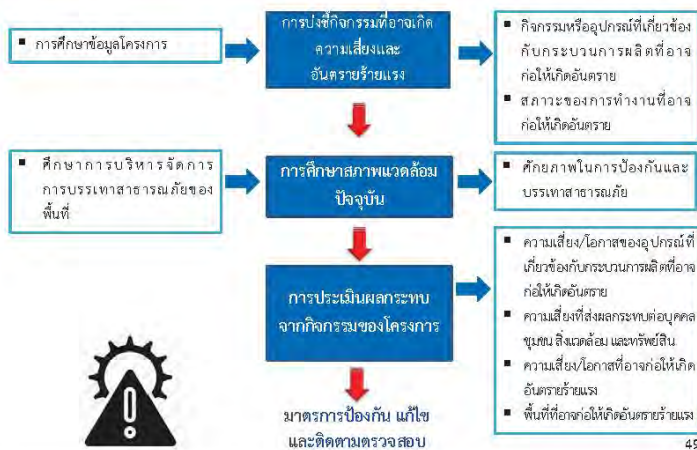 ■ การศึกษาข้อมูลโครงการ
การบ่งชี้กิจกรรมที่อาจเกิด
ความเสี่ยงและ
อันตรายร้ายแรง
■ กิจกรรมหรืออุปกรณ์ที่เกี่ยวข้อง
กับกระบวนการผลิตที่อาจ
ก่อให้เกิดอันตราย
■ สภาวะของการทำงานที่อาจ
ก่อให้เกิดอันตราย
■ ศึกษาการบริหารจัดการ
การบรรเทาสาธารณภัยของ
พื้นที่
การศึกษาสภาพแวดล้อม
ปัจจุบัน
■ ศักยภาพในการป้องกันและ
บรรเทาสาธารณภัย
การประเมินผลกระทบ
จากกิจกรรมของโครงการ
■ ความเสี่ยง/โอกาสของอุปกรณ์ที่
เกี่ยวข้องกับกระบวนการผลิตที่อาจ
ก่อให้เกิดอันตราย
■ ความเสี่ยงที่ส่งผลกระทบต่อบุคคล
ชุมชน สิ่งแวดล้อม และทรัพย์สิน
■ ความเสี่ยง/โอกาสที่อาจก่อให้เกิด
อันตรายร้ายแรง
■ พื้นที่ที่อาจก่อให้เกิดอันตรายร้ายแรง
มาตรการป้องกัน แก้ไข
และติดตามตรวจสอบ
49